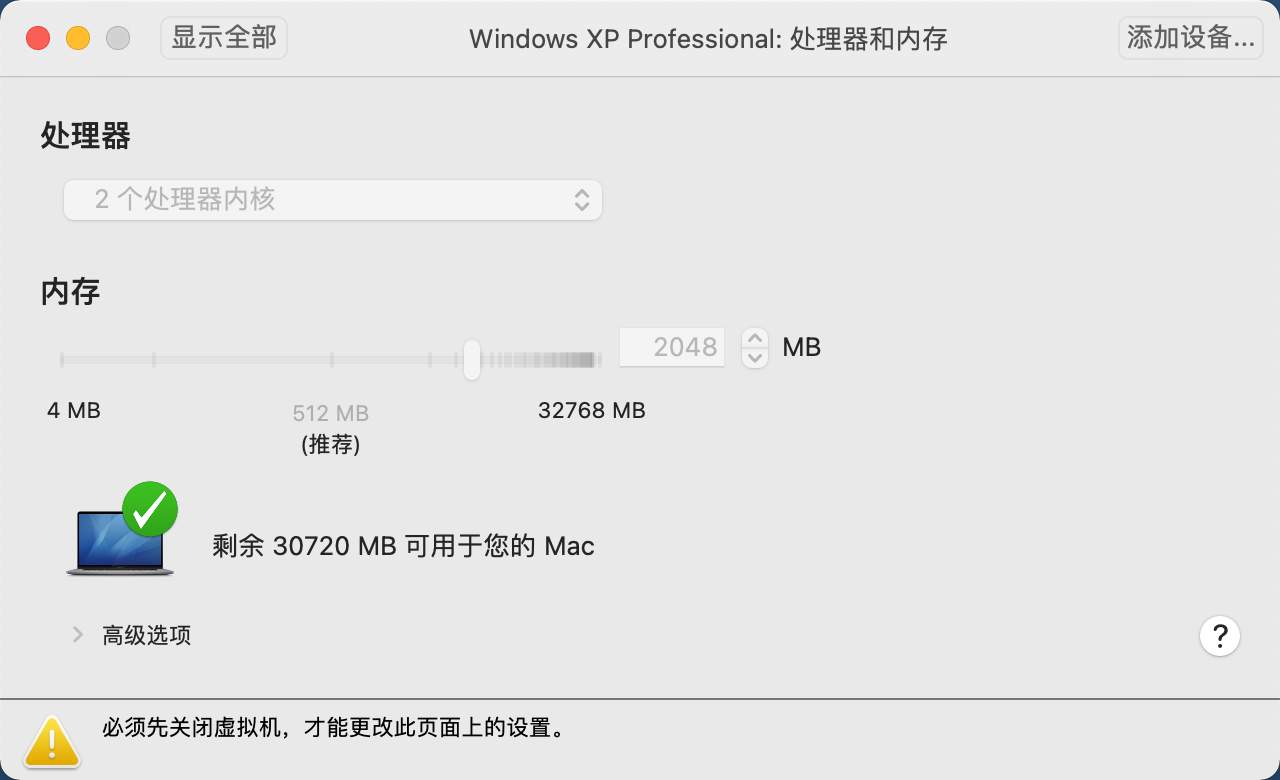 显示全部
Windows XP Professional: 处理器和内存
添加设备...
处理器
2 个处理器内核
内存
2048
MB
4 MB
512 MB
32768 MB
(推荐)
剩余 30720 MB 可用于您的 Mac
高级选项
?
必须先关闭虚拟机，才能更改此页面上的设置。